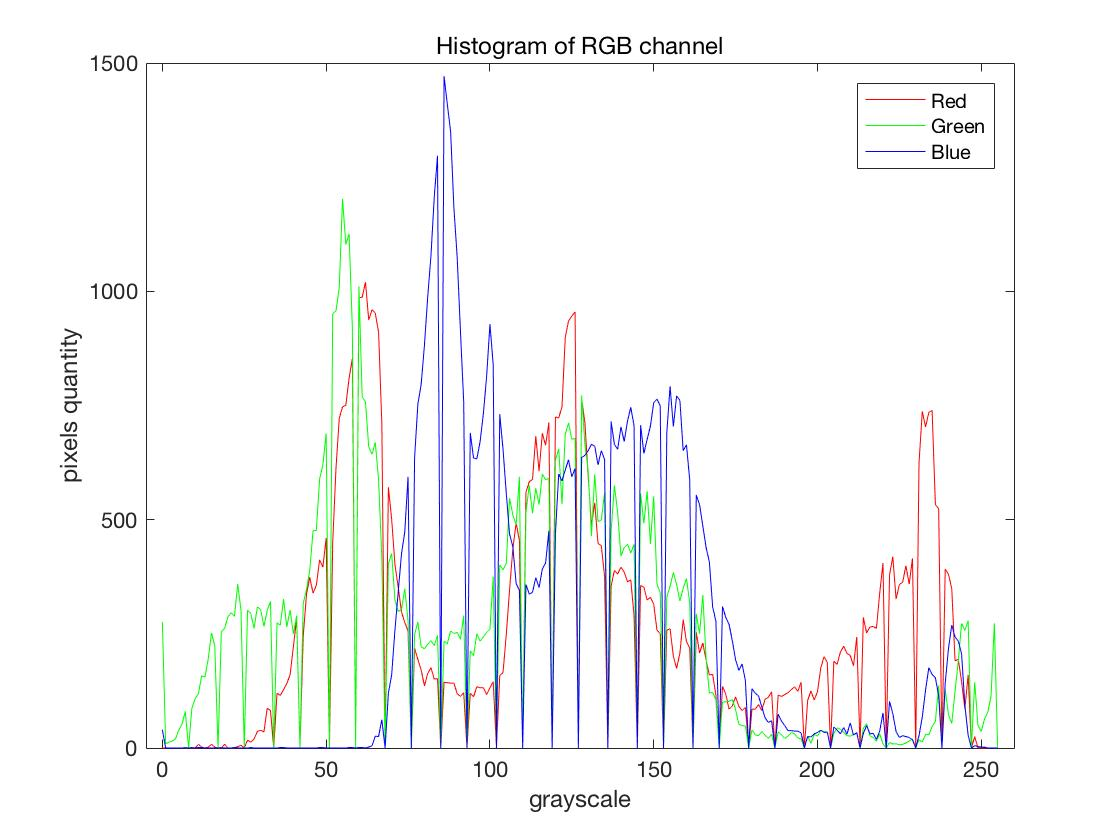 Histogram of RGB channel
1500
1000
500
0
pixels quantity
Red
Green
Blue
0 50 100 150 200 250
grayscale